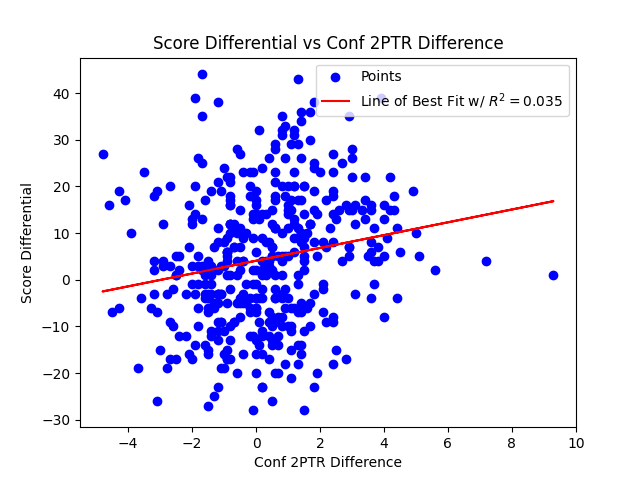 Score Differential vs Conf 2PTR Difference
Points
Line of Best Fit w/ R² = 0.035
Score Differential
40
30
20
10
0
−10
−20
−30
−4 −2 0 2 4 6 8 10
Conf 2PTR Difference